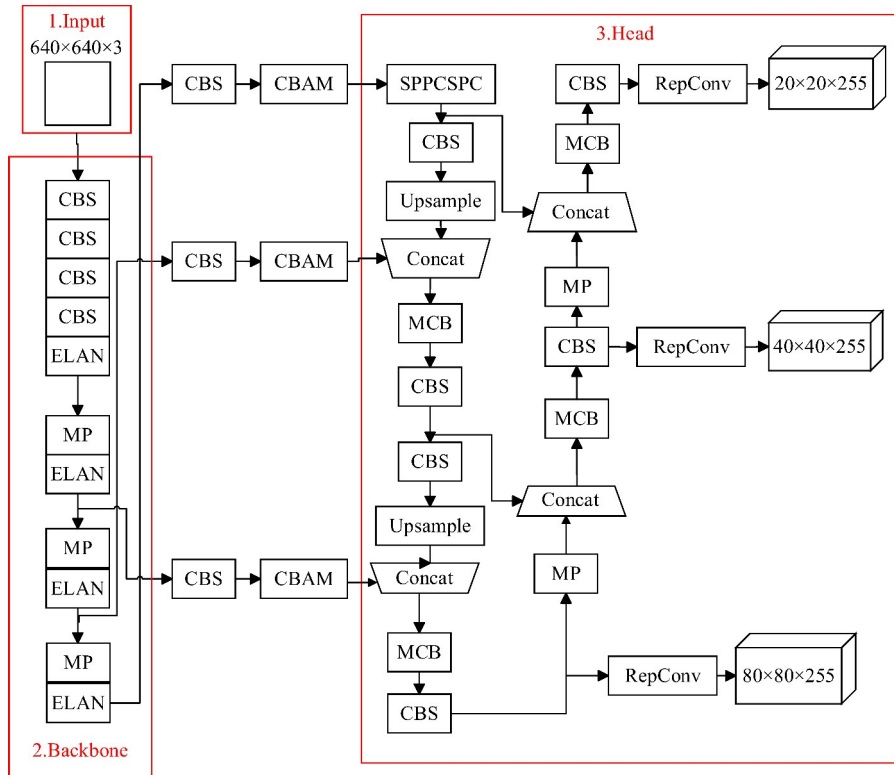 1.Input
640×640×3
CBS
CBS
CBS
CBS
ELAN
MP
ELAN
MP
ELAN
MP
ELAN
2.Backbone
CBS
CBAM
CBS
CBAM
CBS
CBAM
3.Head
SPPCSPC
CBS
Upsample
Concat
MCB
CBS
CBS
Upsample
Concat
MCB
CBS
CBS
RepConv
20×20×255
MCB
Concat
MP
CBS
RepConv
40×40×255
MCB
Concat
MP
RepConv
80×80×255